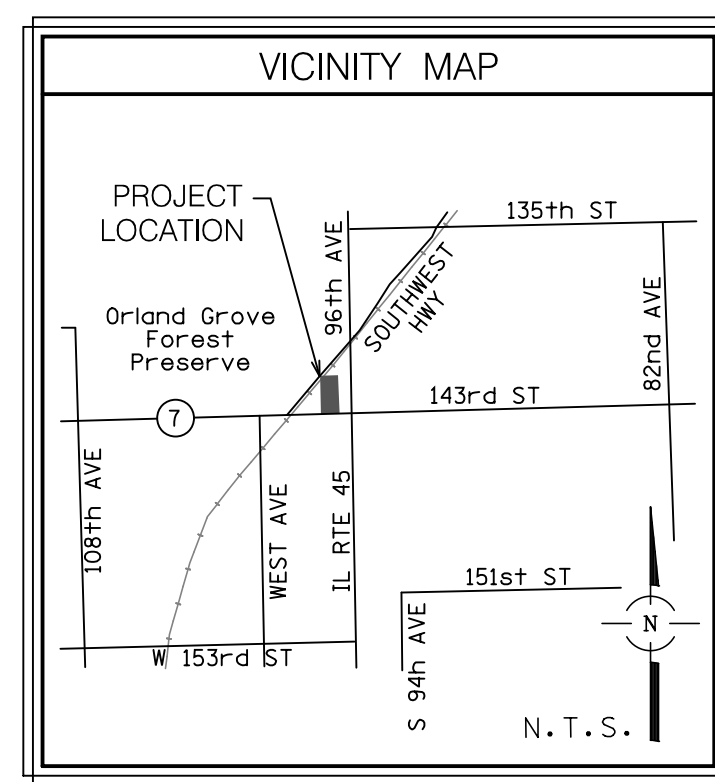 VICINITY MAP
PROJECT
LOCATION
135th ST
96th AVE
SOUTHWEST
HWY
Orland Grove
Forest
Preserve
82nd AVE
143rd ST
7
108th AVE
WEST AVE
IL RTE 45
151st ST
S 94h AVE
N
W 153rd ST
N.T.S.